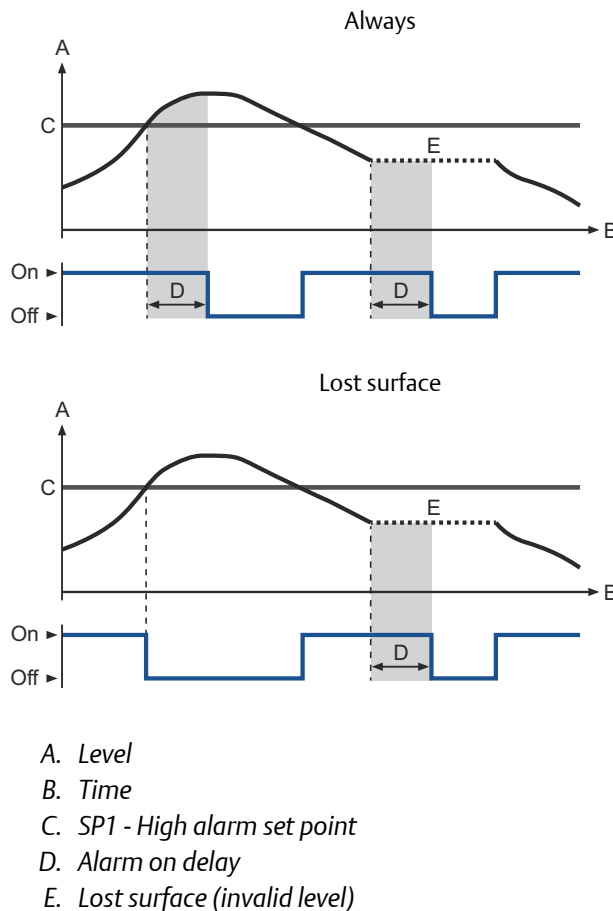 Always
A
C
E
B
On ►
D
D
Off ►
Lost surface
A
C
E
B
On ►
D
Off ►
A. Level
B. Time
C. SP1 - High alarm set point
D. Alarm on delay
E. Lost surface (invalid level)